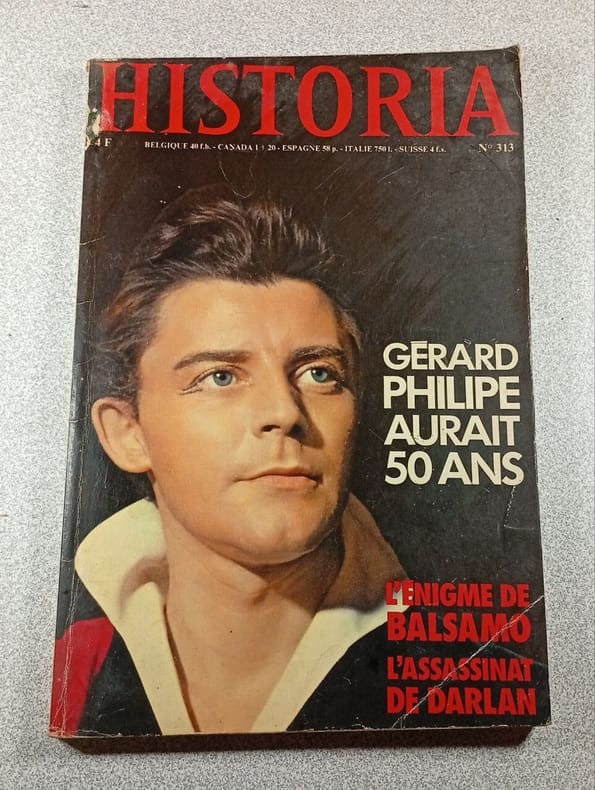 HISTORIA
4 F BELGIQUE 40 f.b. - CANADA 1 $ 20 - ESPAGNE 58 p. - ITALIE 750 l. - SUISSE 4 f.s. N° 313
GÉRARD
PHILIPE
AURAIT
50 ANS
L'ÉNIGME DE
BALSAMO
L'ASSASSINAT
DE DARLAN